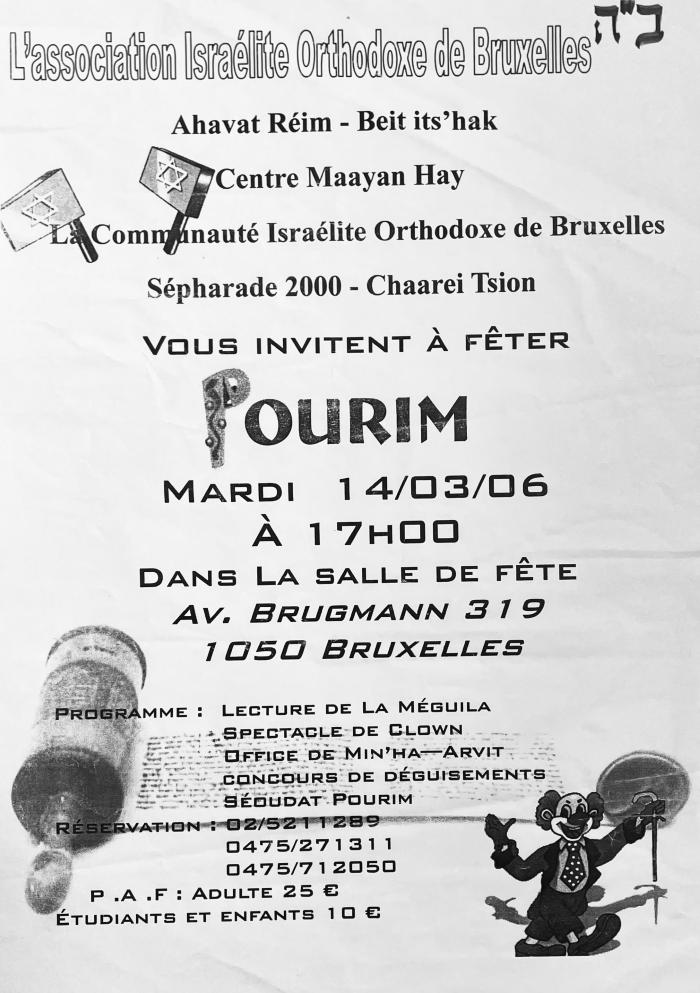 ב"ה
L'association Israélite Orthodoxe de Bruxelles
Ahavat Réim - Beit its'hak
Centre Maayan Hay
La Communauté Israélite Orthodoxe de Bruxelles
Sépharade 2000 - Chaarei Tsion
Vous invitent à fêter
Pourim
Mardi 14/03/06
À 17h00
Dans La salle de fête
Av. Brugmann 319
1050 Bruxelles
Programme : Lecture de La Méguila
Spectacle de Clown
Office de Min'ha—Arvit
concours de déguisements
Séoudat Pourim
Réservation : 02/5211289
0475/271311
0475/712050
P .A .F : Adulte 25 €
Étudiants et enfants 10 €